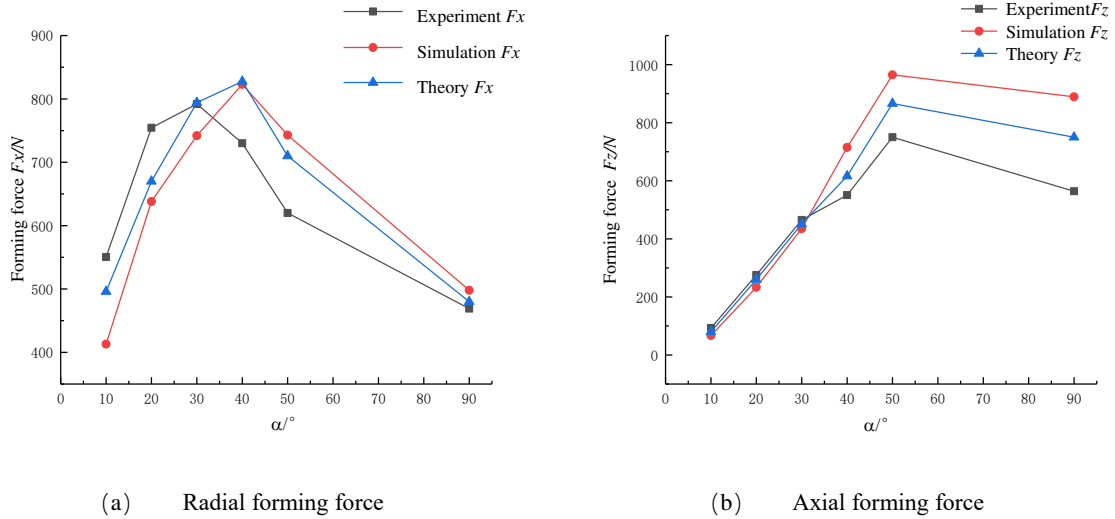 Experiment Fx
Simulation Fx
Theory Fx
900
800
700
600
500
400
Forming force Fx/N
0 10 20 30 40 50 60 70 80 90
α/°
(a) Radial forming force
ExperimentFz
Simulation Fz
Theory Fz
1000
800
600
400
200
0
Forming force Fz/N
0 10 20 30 40 50 60 70 80 90
α/°
(b) Axial forming force